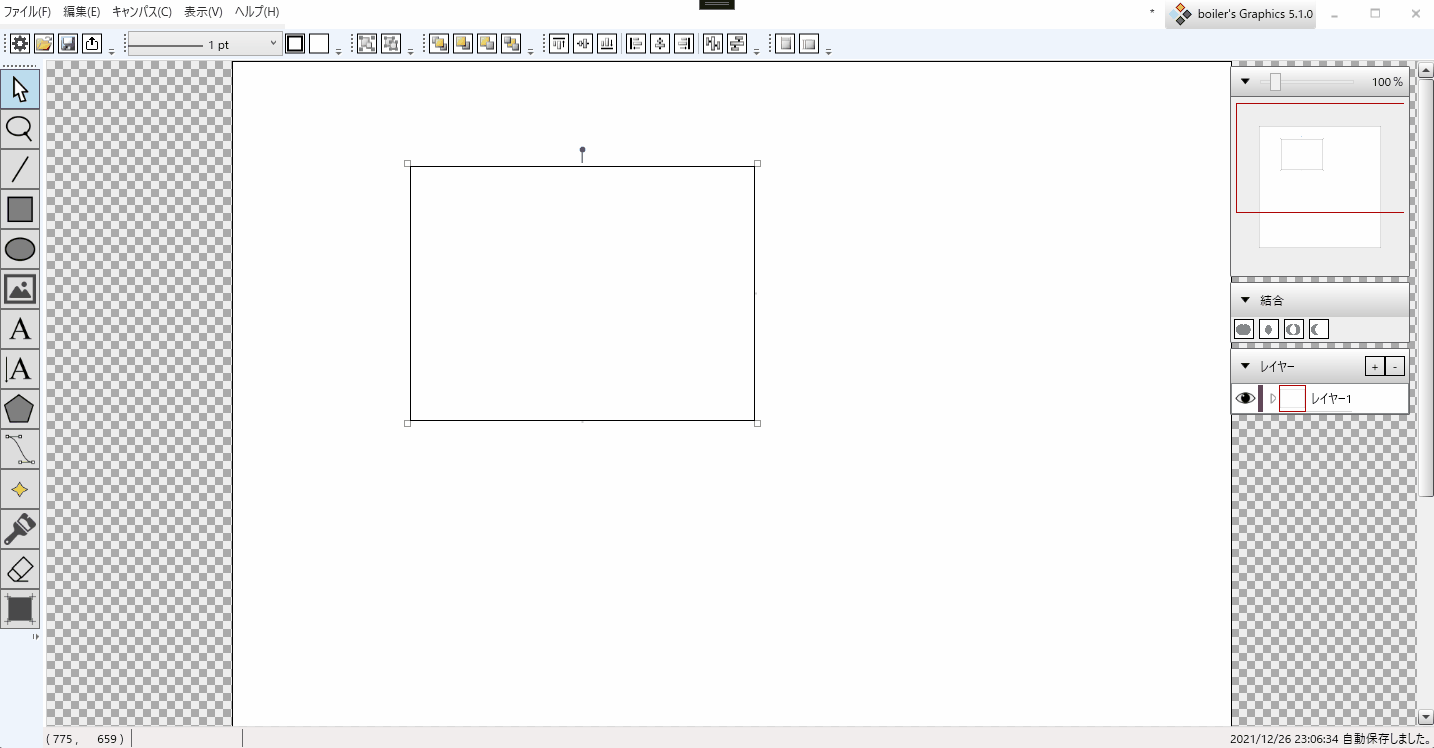 ファイル(F) 編集(E) キャンバス(C) 表示(V) ヘルプ(H)
* boiler's Graphics 5.1.0
1 pt
100 %
結合
レイヤー + -
レイヤー1
( 775 , 659 )
2021/12/26 23:06:34 自動保存しました。